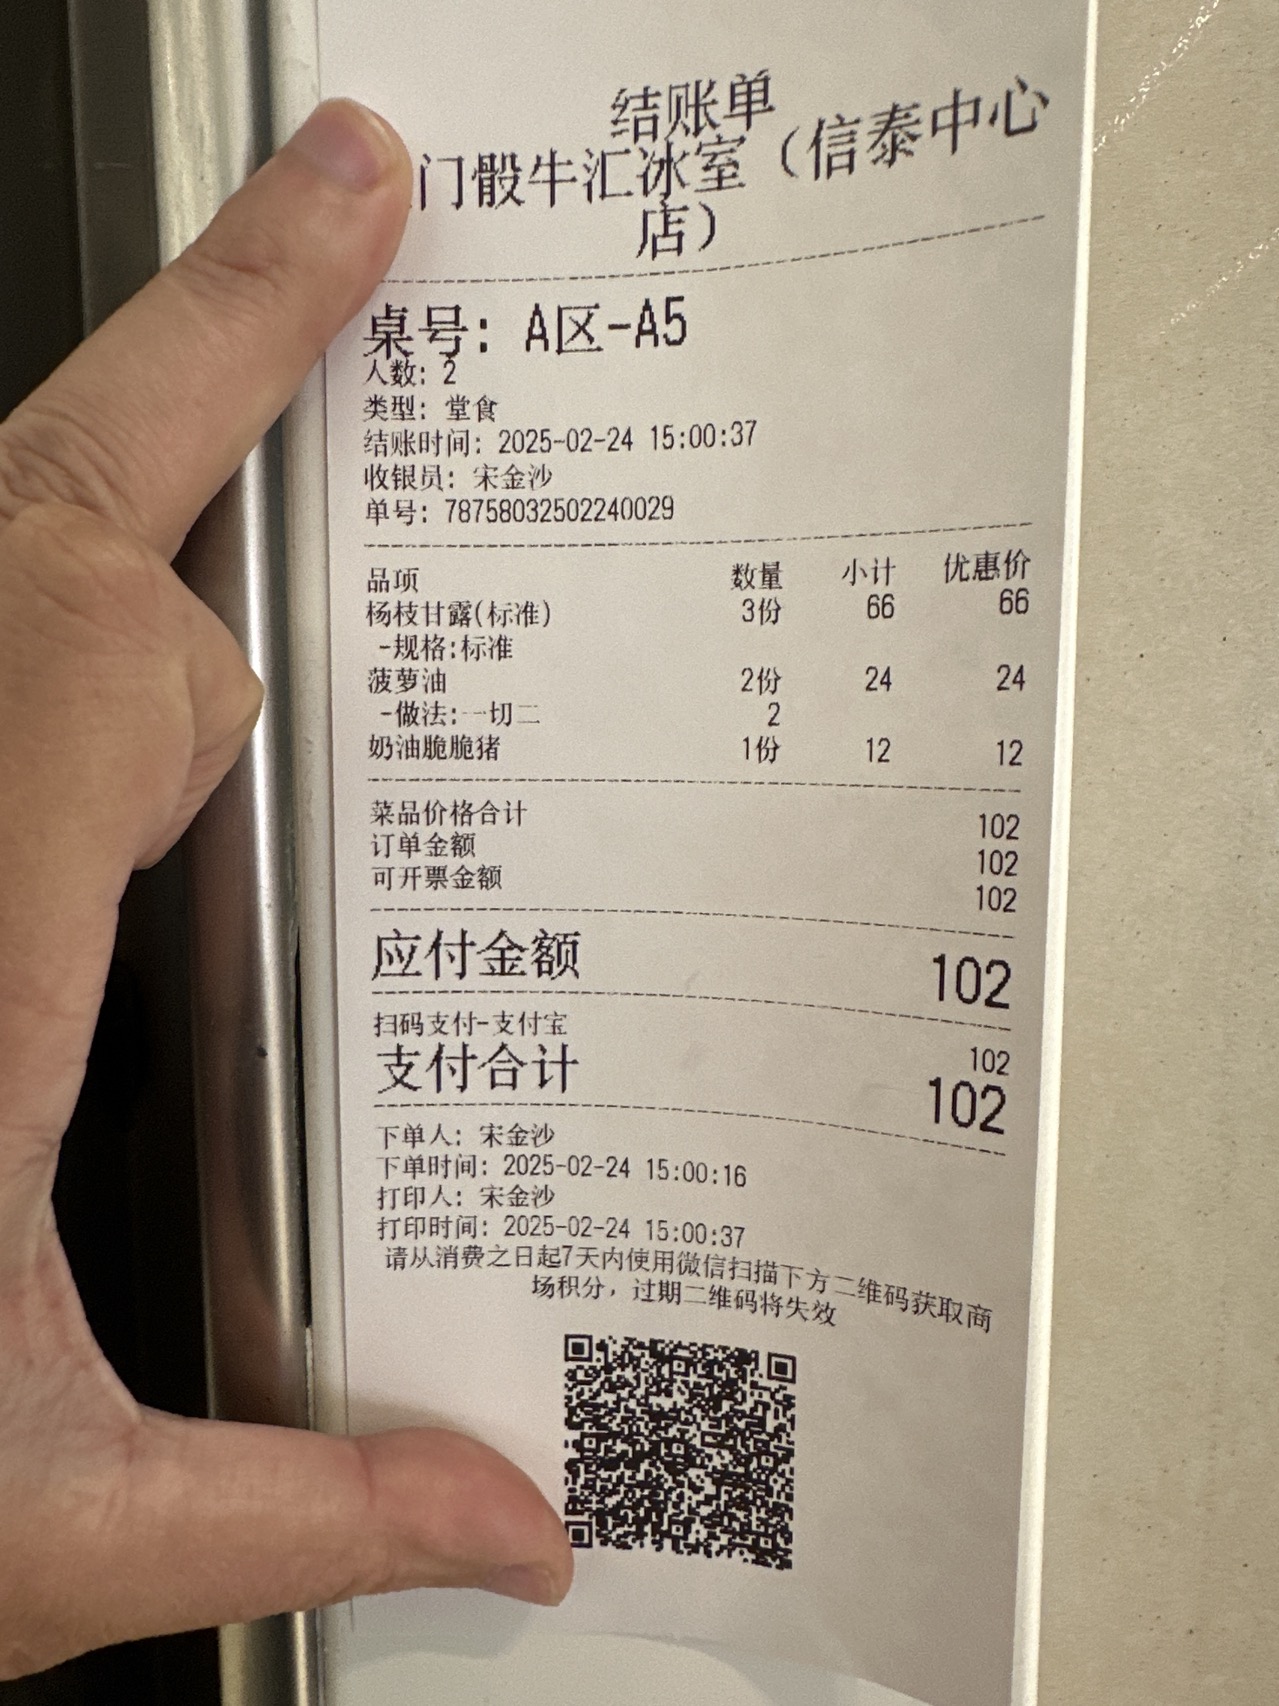 结账单
门骰牛汇冰室（信泰中心
店）
桌号: A区-A5
人数: 2
类型: 堂食
结账时间: 2025-02-24 15:00:37
收银员: 宋金沙
单号: 78758032502240029
品项 数量 小计 优惠价
杨枝甘露(标准) 3份 66 66
-规格:标准
菠萝油 2份 24 24
-做法:一切二 2
奶油脆脆猪 1份 12 12
菜品价格合计 102
订单金额 102
可开票金额 102
应付金额 102
扫码支付-支付宝 102
支付合计 102
下单人: 宋金沙
下单时间: 2025-02-24 15:00:16
打印人: 宋金沙
打印时间: 2025-02-24 15:00:37
请从消费之日起7天内使用微信扫描下方二维码获取商
场积分，过期二维码将失效